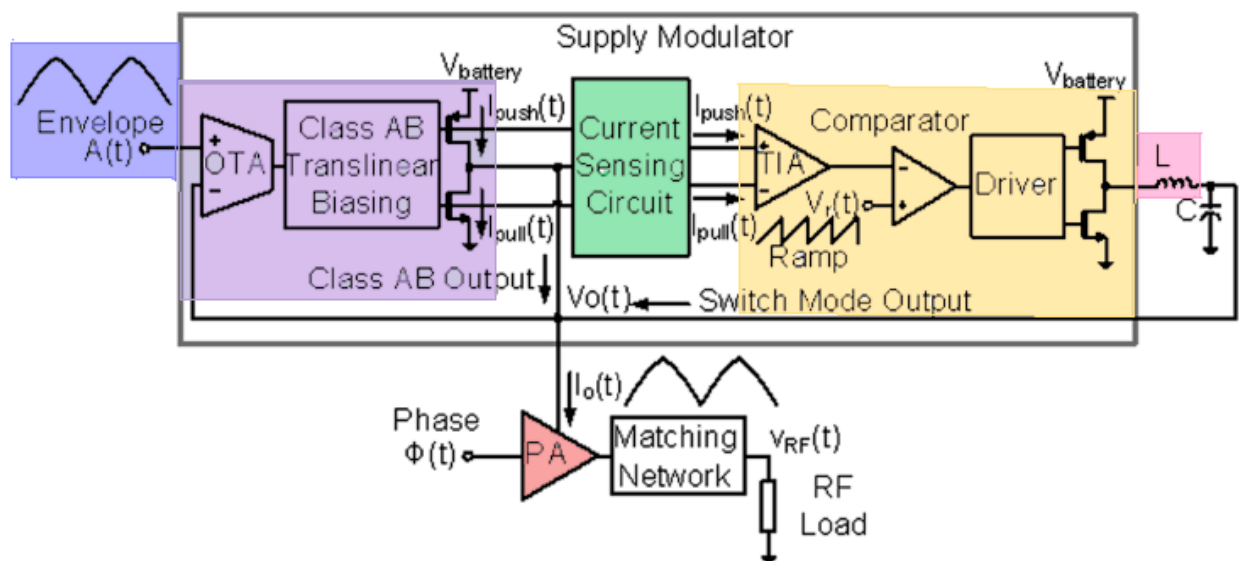 Supply Modulator
Envelope
A(t)
+
-
OTA
Class AB
Translinear
Biasing
Vbattery
Ipush(t)
Ipull(t)
Current
Sensing
Circuit
Ipush(t)
Ipull(t)
+
-
TIA
Comparator
-
+
Vr(t)
Ramp
Driver
Vbattery
L
C
Class AB Output
Vo(t)
Switch Mode Output
Io(t)
Phase
Φ(t)
PA
Matching
Network
vRF(t)
RF
Load